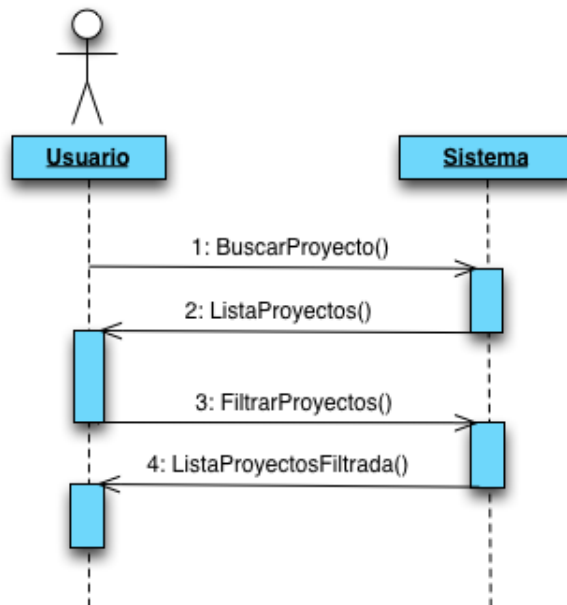 Usuario
Sistema
1: BuscarProyecto()
2: ListaProyectos()
3: FiltrarProyectos()
4: ListaProyectosFiltrada()